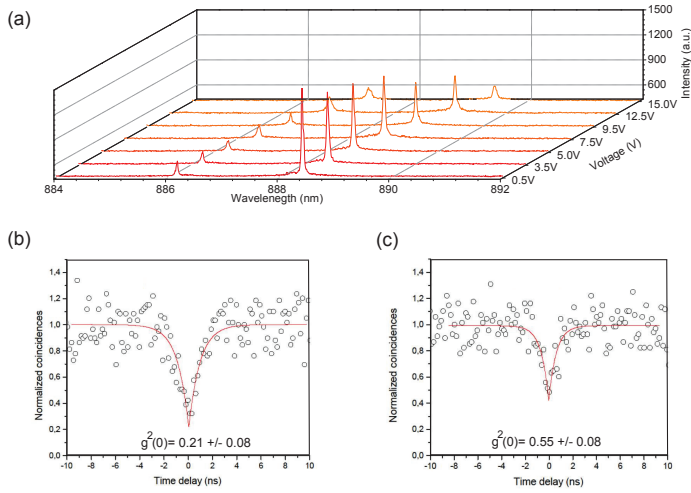 (a)
1500
1200
900
600
Intensity (a.u.)
15.0V
12.5V
9.5V
7.5V
5.0V
3.5V
0.5V
Voltage (V)
884
886
888
890
892
Wavelenegth (nm)
(b)
1,4
1,2
1,0
0,8
0,6
0,4
0,2
0,0
Normalized coincidences
g²(0)= 0.21 +/- 0.08
-10 -8 -6 -4 -2 0 2 4 6 8 10
Time delay (ns)
(c)
1,4
1,2
1,0
0,8
0,6
0,4
0,2
0,0
Normalized coincidences
g²(0)= 0.55 +/- 0.08
-10 -8 -6 -4 -2 0 2 4 6 8 10
Time delay (ns)